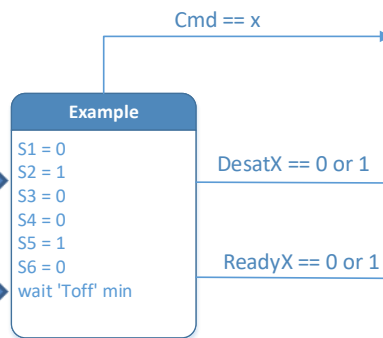 Cmd == x
Example
S1 = 0
S2 = 1
S3 = 0
S4 = 0
S5 = 1
S6 = 0
wait 'Toff' min
DesatX == 0 or 1
ReadyX == 0 or 1